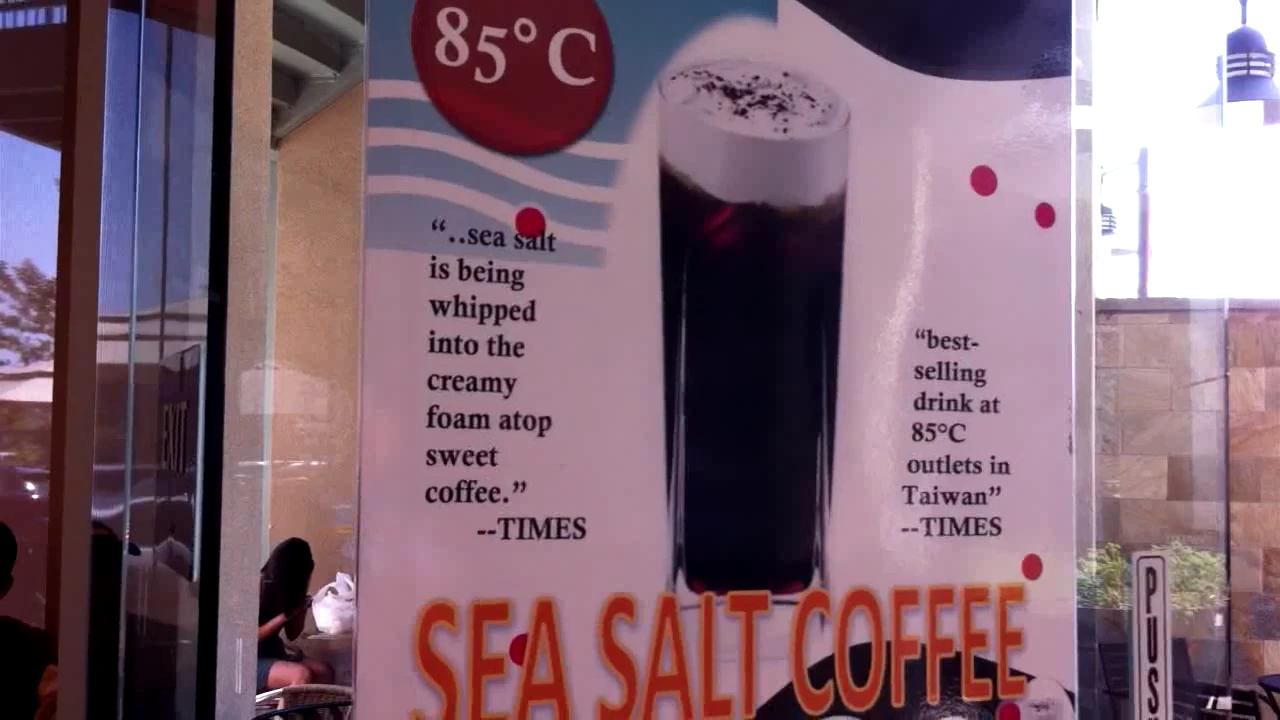 85°C
"..sea salt
is being
whipped
into the
creamy
foam atop
sweet
coffee."
--TIMES
"best-
selling
drink at
85°C
outlets in
Taiwan"
--TIMES
SEA SALT COFFEE
EXIT
PUS